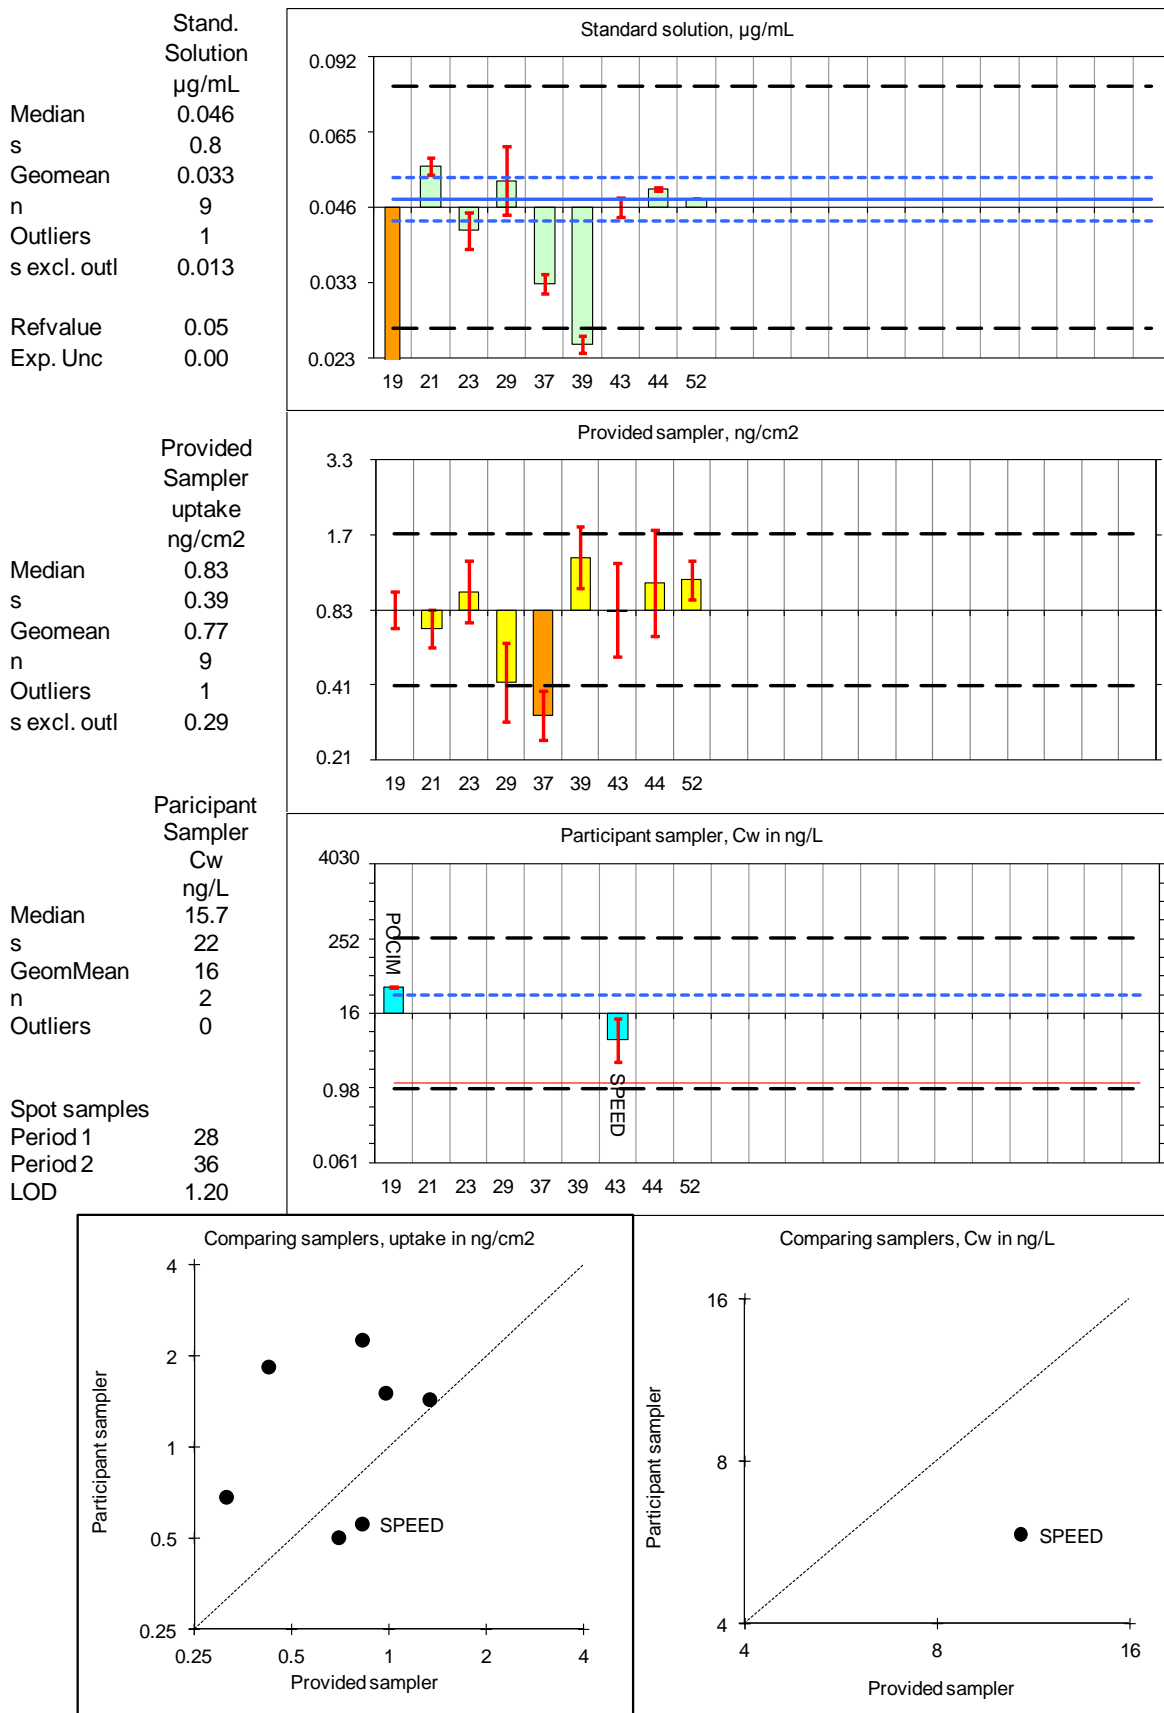 Stand.
Solution
µg/mL
Median 0.046
s 0.8
Geomean 0.033
n 9
Outliers 1
s excl. outl 0.013
Refvalue 0.05
Exp. Unc 0.00
Standard solution, µg/mL
0.092
0.065
0.046
0.033
0.023
19 21 23 29 37 39 43 44 52
Provided
Sampler
uptake
ng/cm2
Median 0.83
s 0.39
Geomean 0.77
n 9
Outliers 1
s excl. outl 0.29
Provided sampler, ng/cm2
3.3
1.7
0.83
0.41
0.21
19 21 23 29 37 39 43 44 52
Paricipant
Sampler
Cw
ng/L
Median 15.7
s 22
GeomMean 16
n 2
Outliers 0
Spot samples
Period 1 28
Period 2 36
LOD 1.20
Participant sampler, Cw in ng/L
4030
252
16
0.98
0.061
POCIM
SPEED
19 21 23 29 37 39 43 44 52
Comparing samplers, uptake in ng/cm2
Participant sampler
4
2
1
0.5
0.25
SPEED
0.25 0.5 1 2 4
Provided sampler
Comparing samplers, Cw in ng/L
Participant sampler
16
8
4
SPEED
4 8 16
Provided sampler